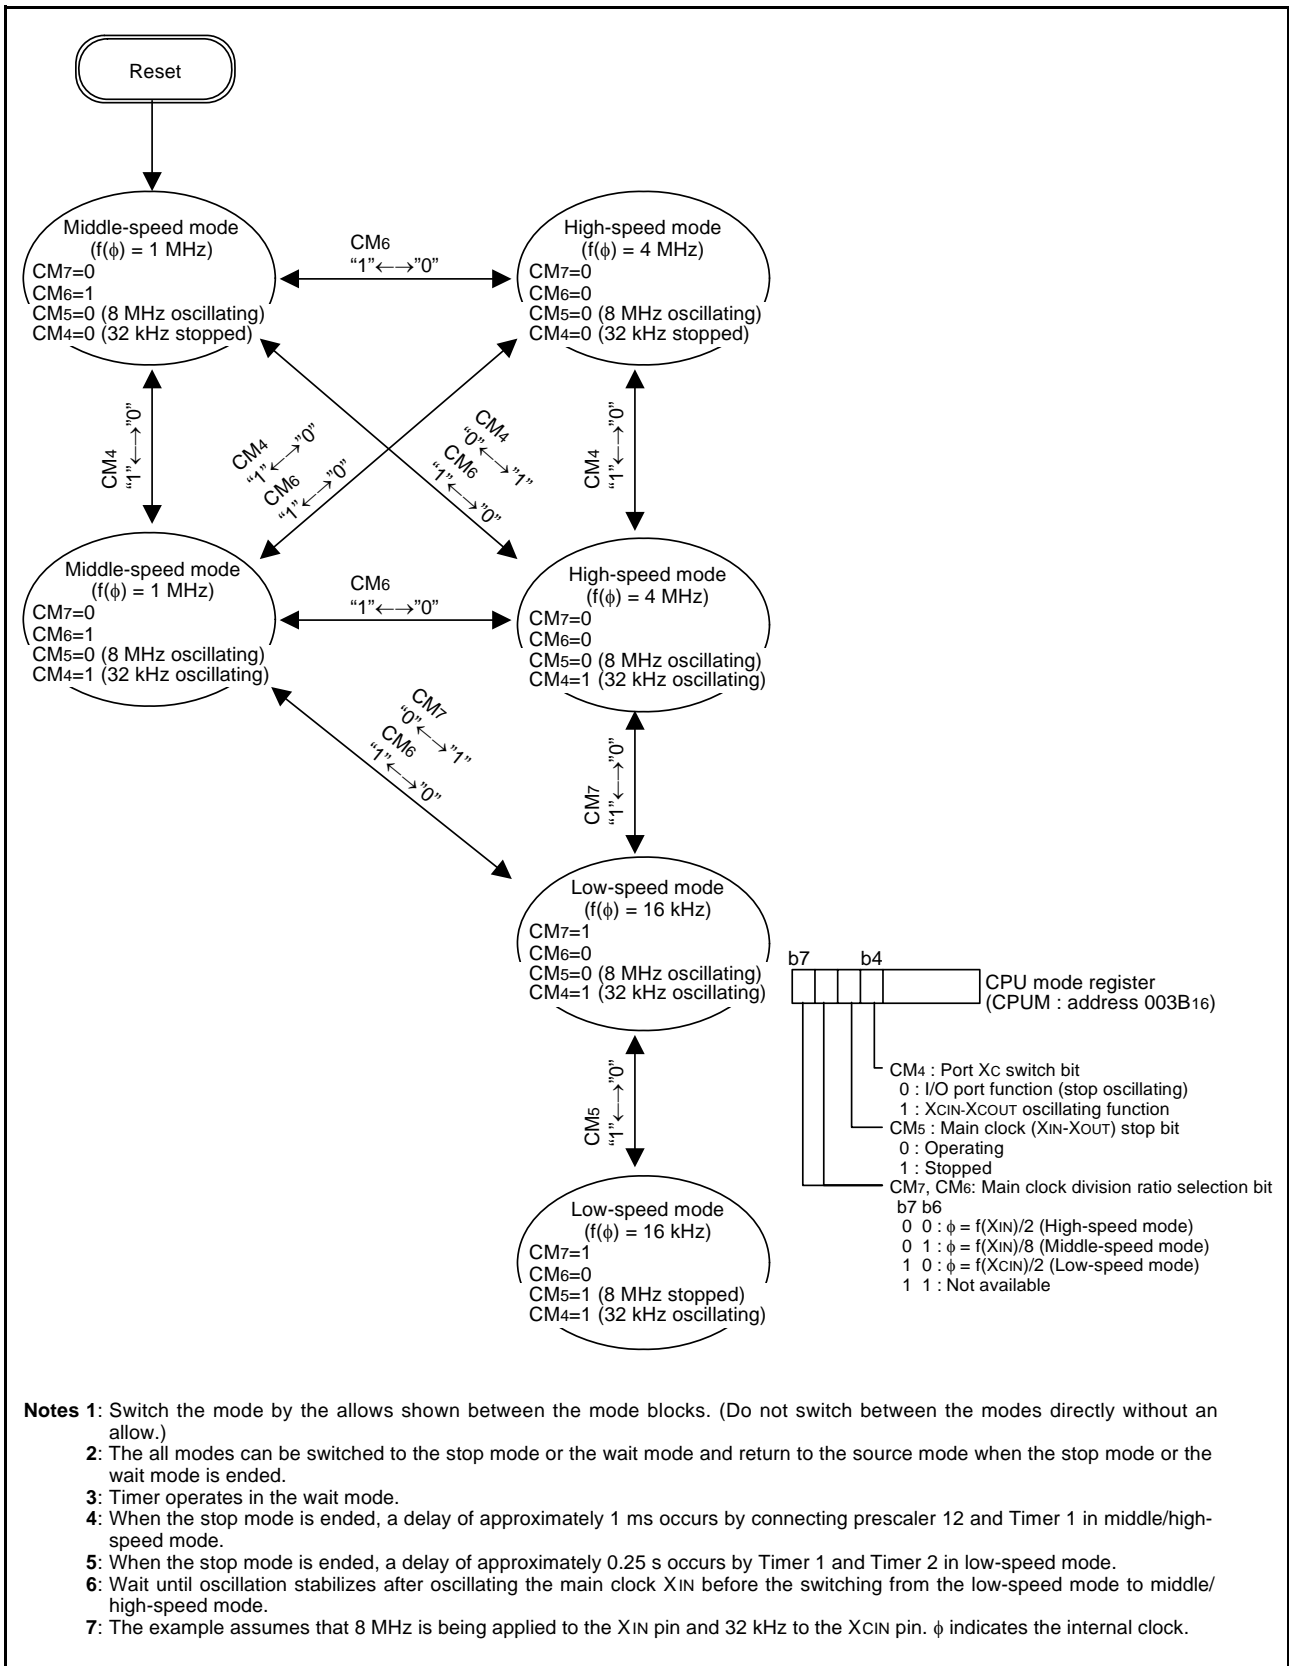 Reset
Middle-speed mode
(f(ϕ) = 1 MHz)
CM7=0
CM6=1
CM5=0 (8 MHz oscillating)
CM4=0 (32 kHz stopped)
CM6
“1”←→”0”
High-speed mode
(f(ϕ) = 4 MHz)
CM7=0
CM6=0
CM5=0 (8 MHz oscillating)
CM4=0 (32 kHz stopped)
CM4
“1”←→”0”
CM4
“1”←→”0”
CM6
“1”←→”0”
CM4
“0”←→”1”
CM6
“1”←→”0”
CM4
“1”←→”0”
Middle-speed mode
(f(ϕ) = 1 MHz)
CM7=0
CM6=1
CM5=0 (8 MHz oscillating)
CM4=1 (32 kHz oscillating)
CM6
“1”←→”0”
High-speed mode
(f(ϕ) = 4 MHz)
CM7=0
CM6=0
CM5=0 (8 MHz oscillating)
CM4=1 (32 kHz oscillating)
CM7
“0”←→”1”
CM6
“1”←→”0”
CM7
“1”←→”0”
Low-speed mode
(f(ϕ) = 16 kHz)
CM7=1
CM6=0
CM5=0 (8 MHz oscillating)
CM4=1 (32 kHz oscillating)
CM5
“1”←→”0”
Low-speed mode
(f(ϕ) = 16 kHz)
CM7=1
CM6=0
CM5=1 (8 MHz stopped)
CM4=1 (32 kHz oscillating)
b7 b4
CPU mode register
(CPUM : address 003B16)
CM4 : Port XC switch bit
0 : I/O port function (stop oscillating)
1 : XCIN-XCOUT oscillating function
CM5 : Main clock (XIN-XOUT) stop bit
0 : Operating
1 : Stopped
CM7, CM6: Main clock division ratio selection bit
b7 b6
0 0 : ϕ = f(XIN)/2 (High-speed mode)
0 1 : ϕ = f(XIN)/8 (Middle-speed mode)
1 0 : ϕ = f(XCIN)/2 (Low-speed mode)
1 1 : Not available
Notes 1: Switch the mode by the allows shown between the mode blocks. (Do not switch between the modes directly without an
allow.)
2: The all modes can be switched to the stop mode or the wait mode and return to the source mode when the stop mode or the
wait mode is ended.
3: Timer operates in the wait mode.
4: When the stop mode is ended, a delay of approximately 1 ms occurs by connecting prescaler 12 and Timer 1 in middle/high-
speed mode.
5: When the stop mode is ended, a delay of approximately 0.25 s occurs by Timer 1 and Timer 2 in low-speed mode.
6: Wait until oscillation stabilizes after oscillating the main clock XIN before the switching from the low-speed mode to middle/
high-speed mode.
7: The example assumes that 8 MHz is being applied to the XIN pin and 32 kHz to the XCIN pin. ϕ indicates the internal clock.